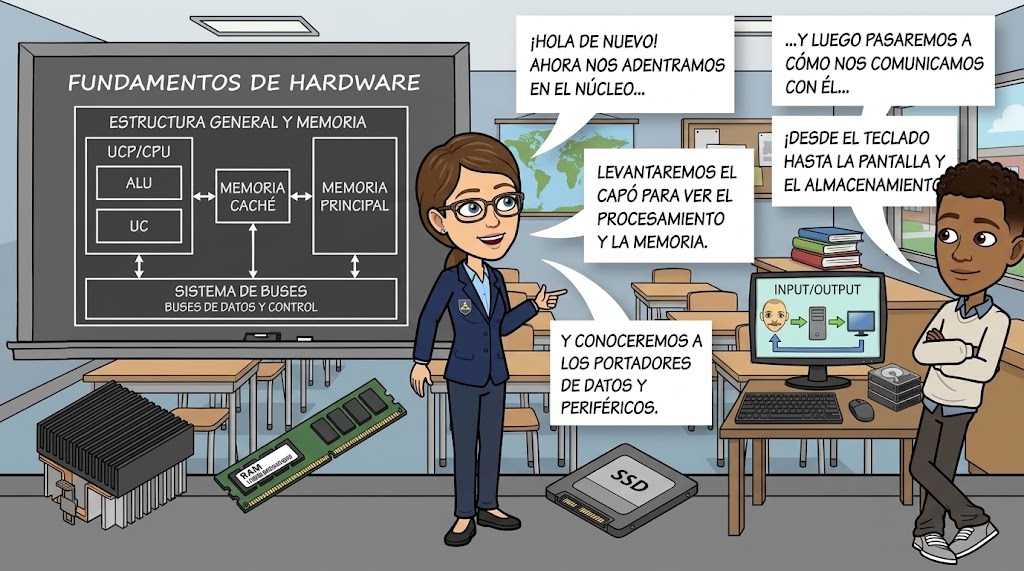 FUNDAMENTOS DE HARDWARE
ESTRUCTURA GENERAL Y MEMORIA
UCP/CPU
ALU
UC
MEMORIA
CACHÉ
MEMORIA
PRINCIPAL
SISTEMA DE BUSES
BUSES DE DATOS Y CONTROL
¡HOLA DE NUEVO!
AHORA NOS ADENTRAMOS
EN EL NÚCLEO...
LEVANTAREMOS EL
CAPÓ PARA VER EL
PROCESAMIENTO
Y LA MEMORIA.
Y CONOCEREMOS A
LOS PORTADORES
DE DATOS Y
PERIFÉRICOS.
...Y LUEGO PASAREMOS A
CÓMO NOS COMUNICAMOS
CON ÉL...
¡DESDE EL TECLADO
HASTA LA PANTALLA Y
EL ALMACENAMIENTO
INPUT/OUTPUT
RAM
SSD